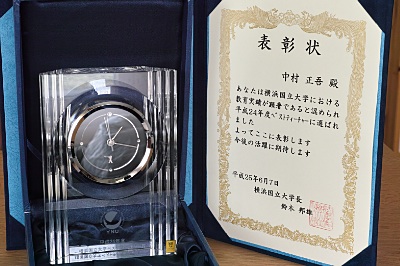 表彰状
中村 正吾 殿
あなたは横浜国立大学における
教育実績が顕著であると認められ
平成24年度ベストティーチャーに選ばれ
ました
よってここに表彰します
今後の活躍に期待します
平成25年6月7日
横浜国立大学長
鈴木 邦雄
YNU